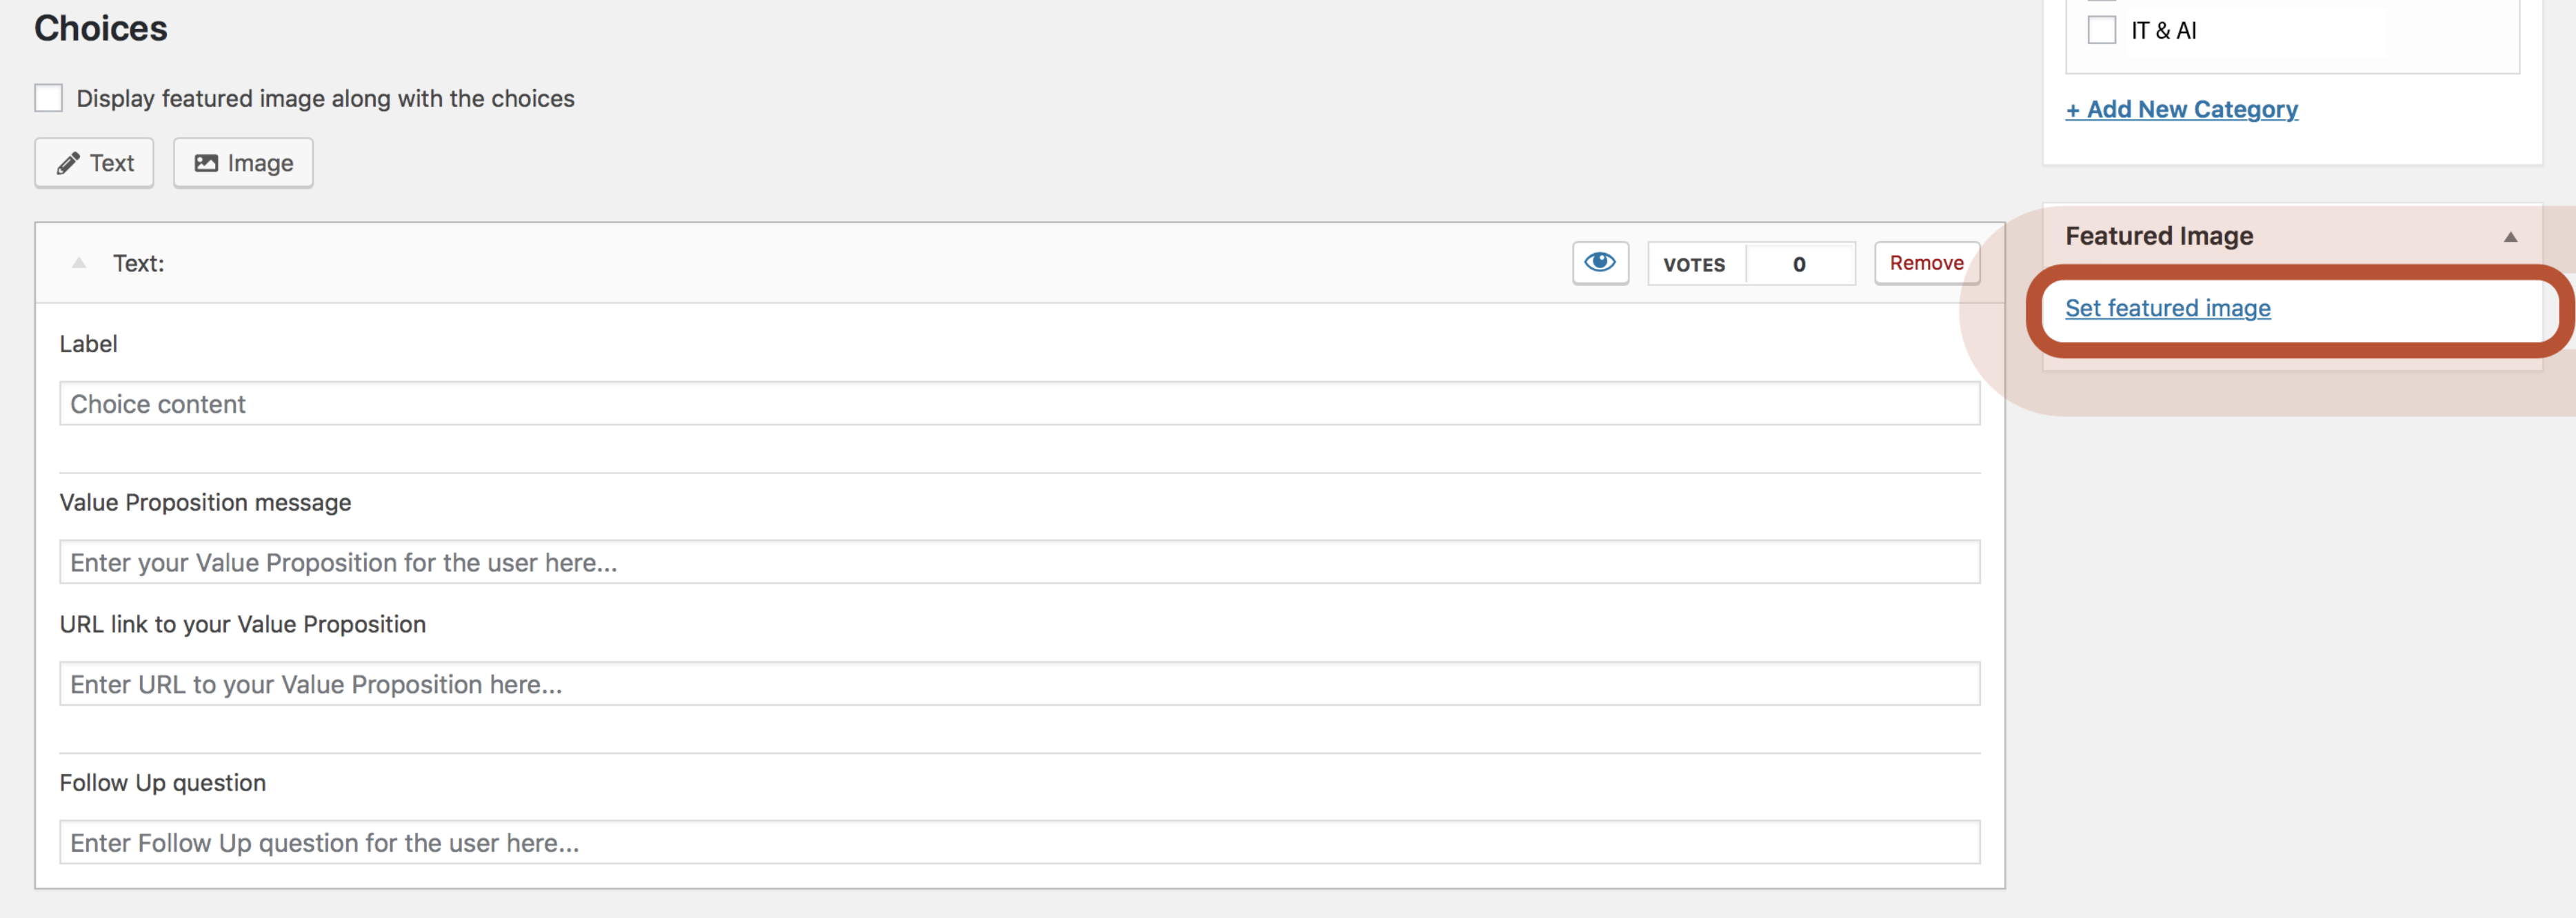 Choices
Display featured image along with the choices
Text
Image
Text:
VOTES 0
Remove
Label
Choice content
Value Proposition message
Enter your Value Proposition for the user here...
URL link to your Value Proposition
Enter URL to your Value Proposition here...
Follow Up question
Enter Follow Up question for the user here...
IT & AI
+ Add New Category
Featured Image
Set featured image